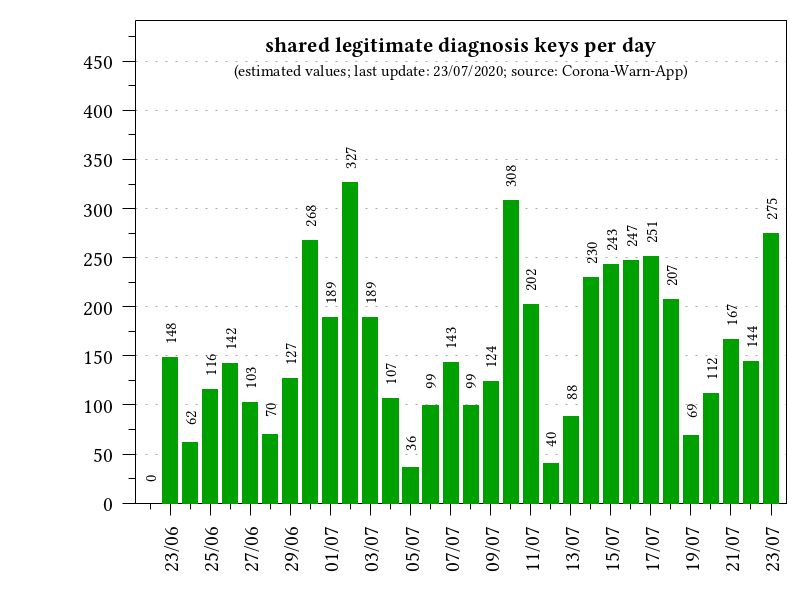 shared legitimate diagnosis keys per day
(estimated values; last update: 23/07/2020; source: Corona-Warn-App)
450
400
350
300
250
200
150
100
50
0
0 148 62 116 142 103 70 127 268 189 327 189 107 36 99 143 99 124 308 202 40 88 230 243 247 251 207 69 112 167 144 275
23/06 25/06 27/06 29/06 01/07 03/07 05/07 07/07 09/07 11/07 13/07 15/07 17/07 19/07 21/07 23/07